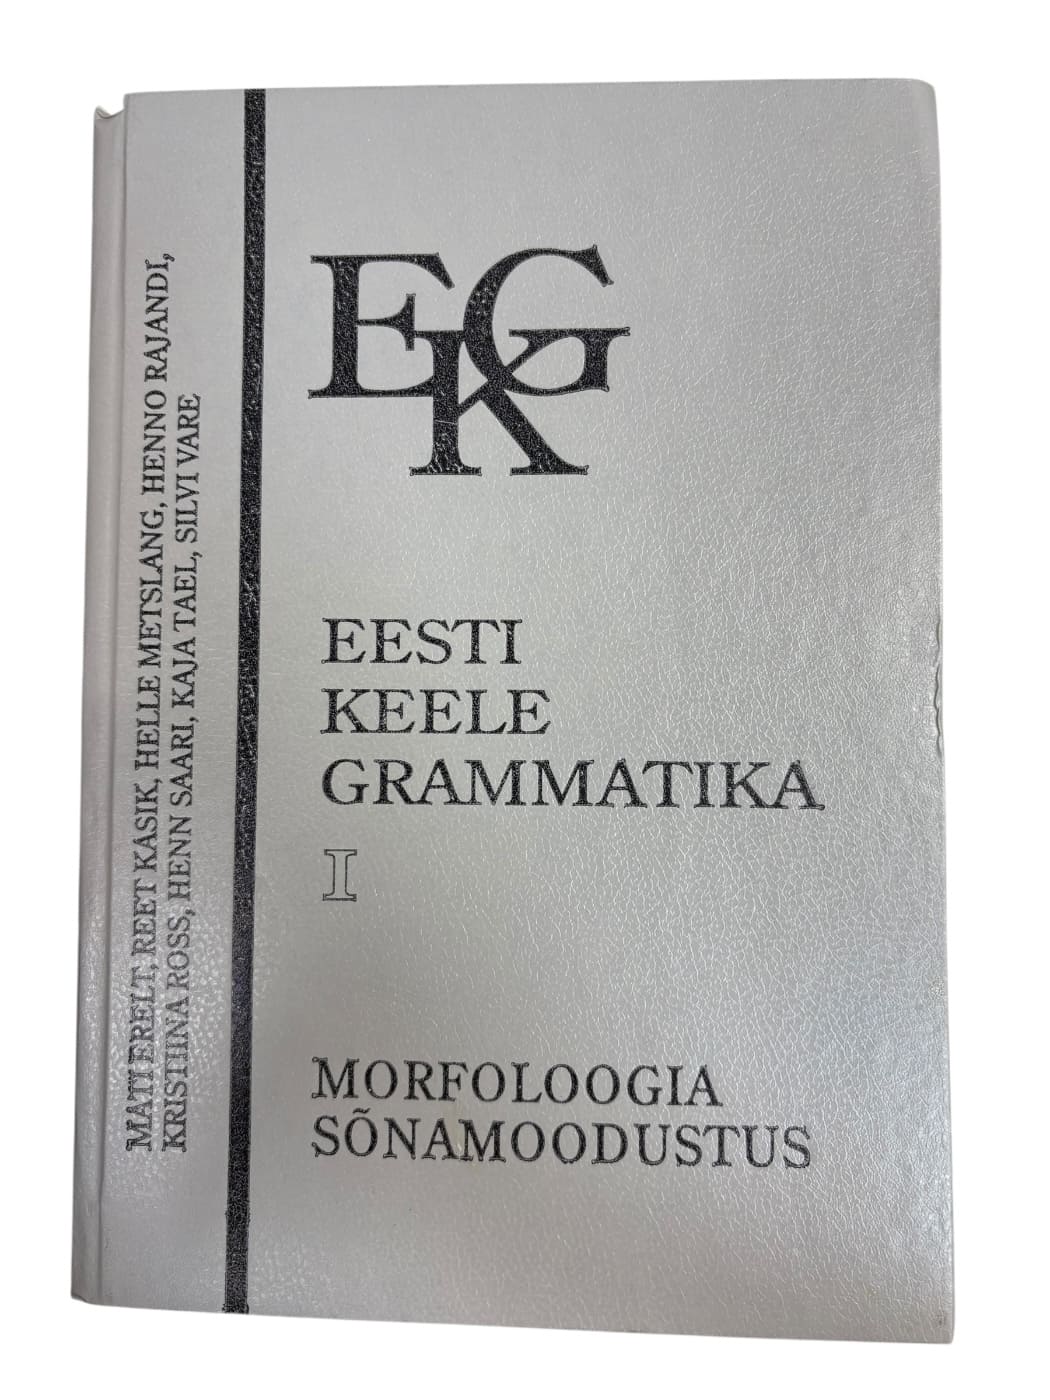 MATI ERELT, REET KASIK, HELLE METSLANG, HENNO RAJANDI,
KRISTIINA ROSS, HENN SAARI, KAJA TAEL, SILVI VARE
EKG
EESTI
KEELE
GRAMMATIKA
I
MORFOLOOGIA
SÕNAMOODUSTUS